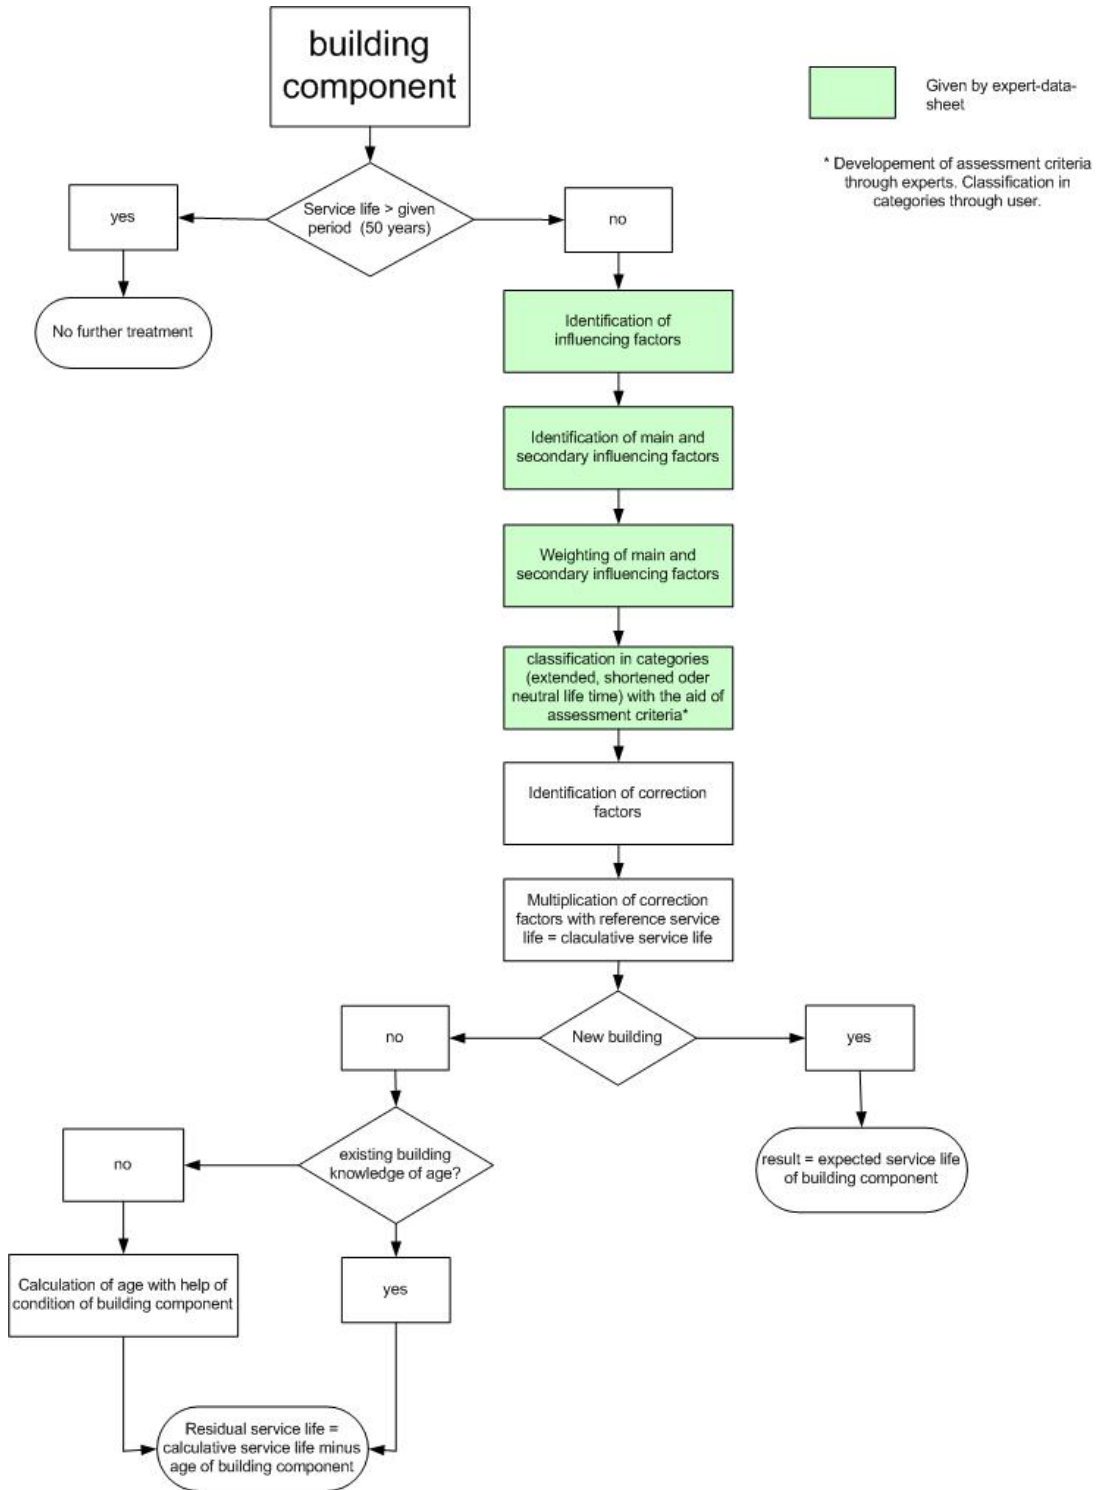 building
component
Given by expert-data-
sheet
* Developement of assessment criteria
through experts. Classification in
categories through user.
Service life > given
period (50 years)
yes
no
No further treatment
Identification of
influencing factors
Identification of main and
secondary influencing factors
Weighting of main and
secondary influencing factors
classification in categories
(extended, shortened oder
neutral life time) with the aid of
assessment criteria*
Identification of correction
factors
Multiplication of correction
factors with reference service
life = claculative service life
New building
no
yes
existing building
knowledge of age?
no
result = expected service life
of building component
Calculation of age with help of
condition of building component
yes
Residual service life =
calculative service life minus
age of building component